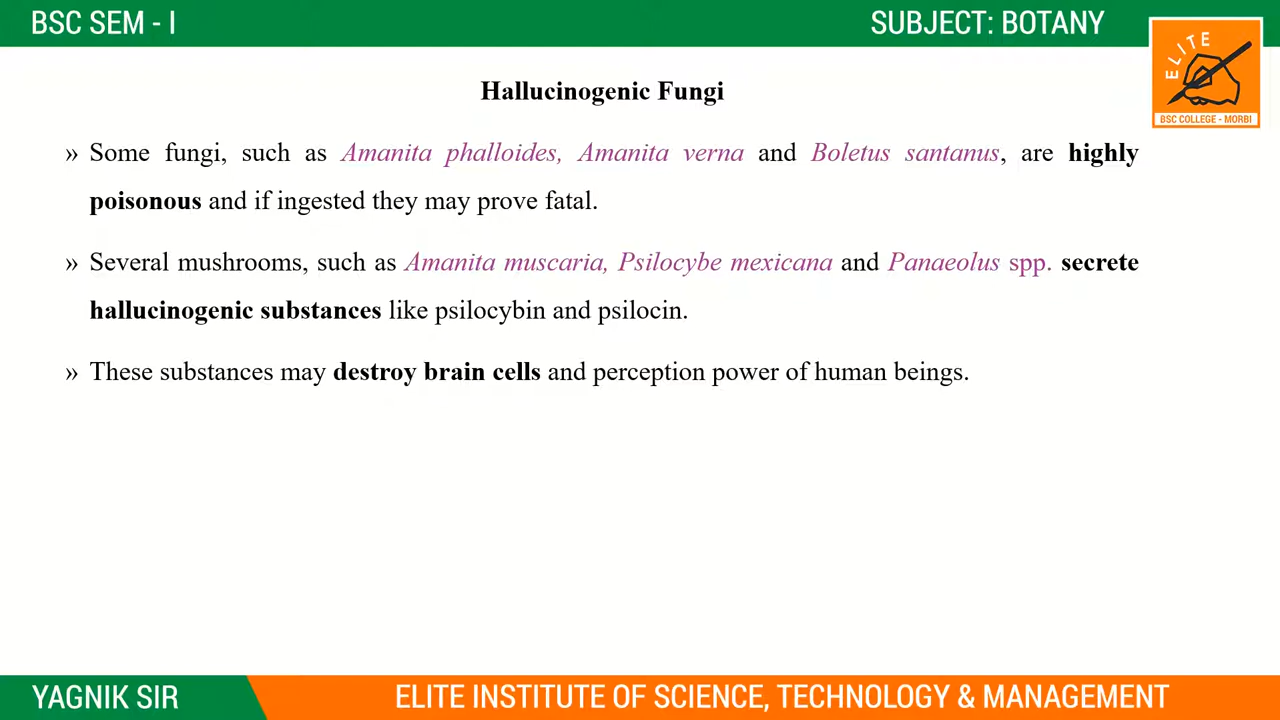 BSC SEM - I
SUBJECT: BOTANY
ELITE
BSC COLLEGE - MORBI
Hallucinogenic Fungi
» Some fungi, such as Amanita phalloides, Amanita verna and Boletus santanus, are highly
poisonous and if ingested they may prove fatal.
» Several mushrooms, such as Amanita muscaria, Psilocybe mexicana and Panaeolus spp. secrete
hallucinogenic substances like psilocybin and psilocin.
» These substances may destroy brain cells and perception power of human beings.
YAGNIK SIR
ELITE INSTITUTE OF SCIENCE, TECHNOLOGY & MANAGEMENT